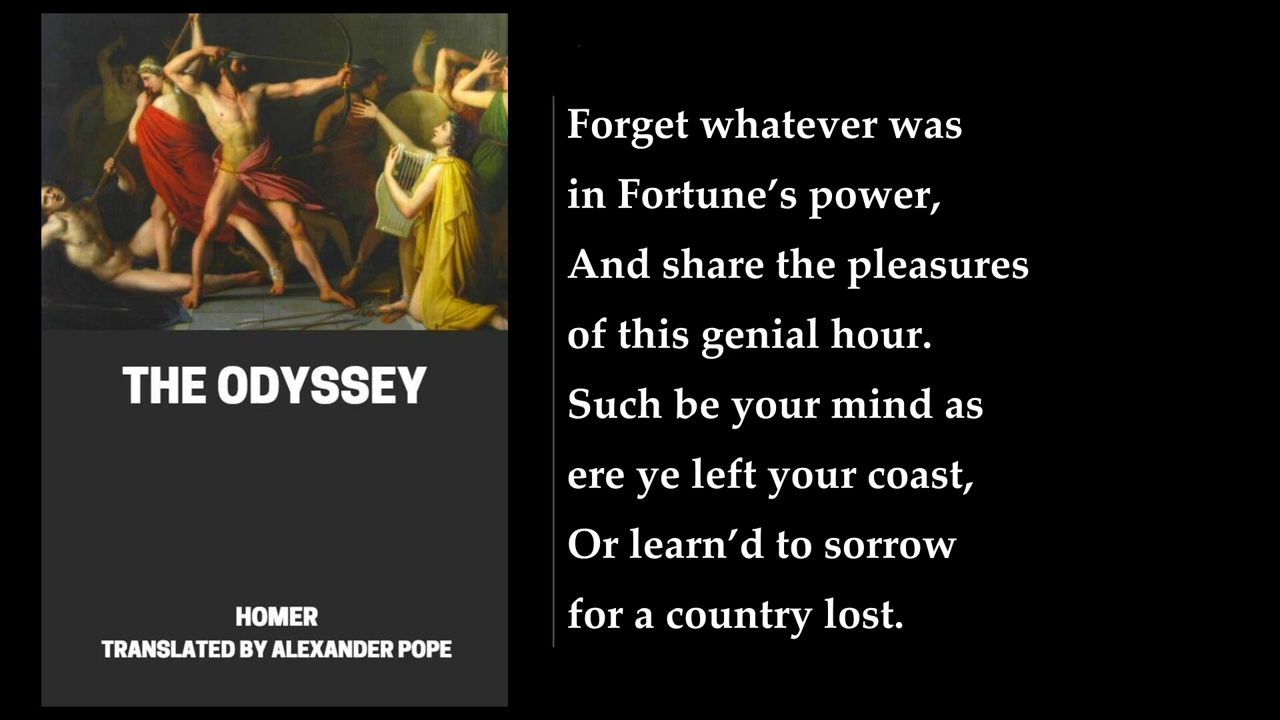 THE ODYSSEY
HOMER
TRANSLATED BY ALEXANDER POPE
Forget whatever was
in Fortune’s power,
And share the pleasures
of this genial hour.
Such be your mind as
ere ye left your coast,
Or learn’d to sorrow
for a country lost.